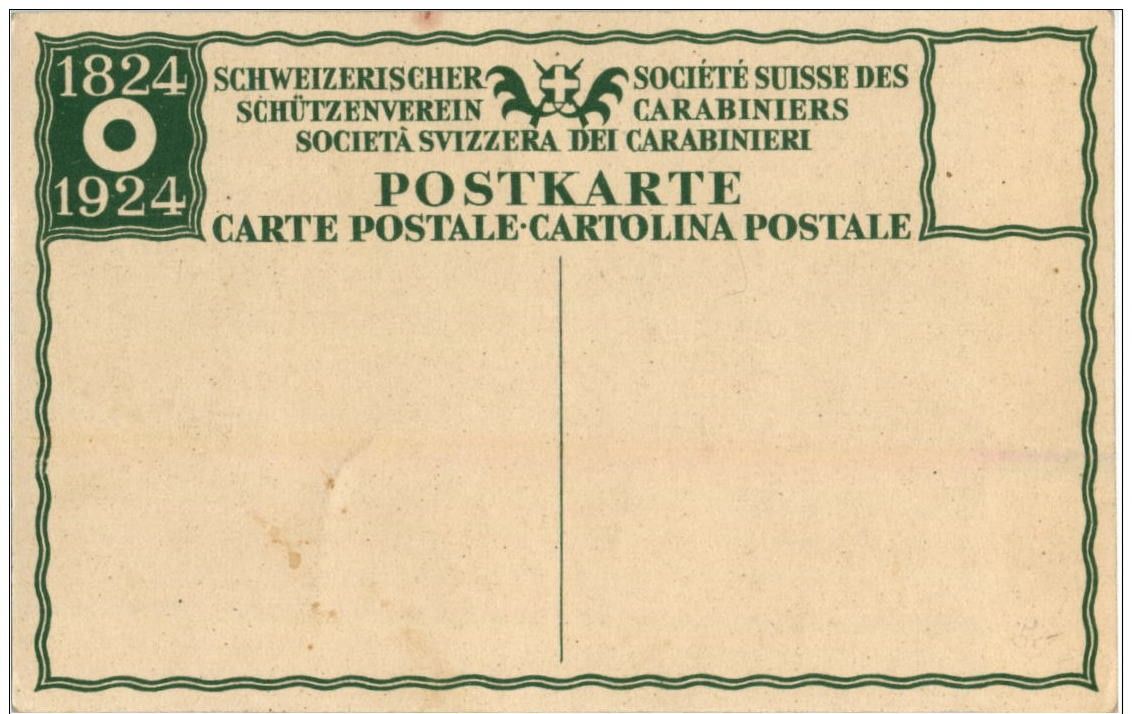 1824
1924
SCHWEIZERISCHER
SCHÜTZENVEREIN
SOCIÉTÉ SUISSE DES
CARABINIERS
SOCIETÀ SVIZZERA DEI CARABINIERI
POSTKARTE
CARTE POSTALE·CARTOLINA POSTALE